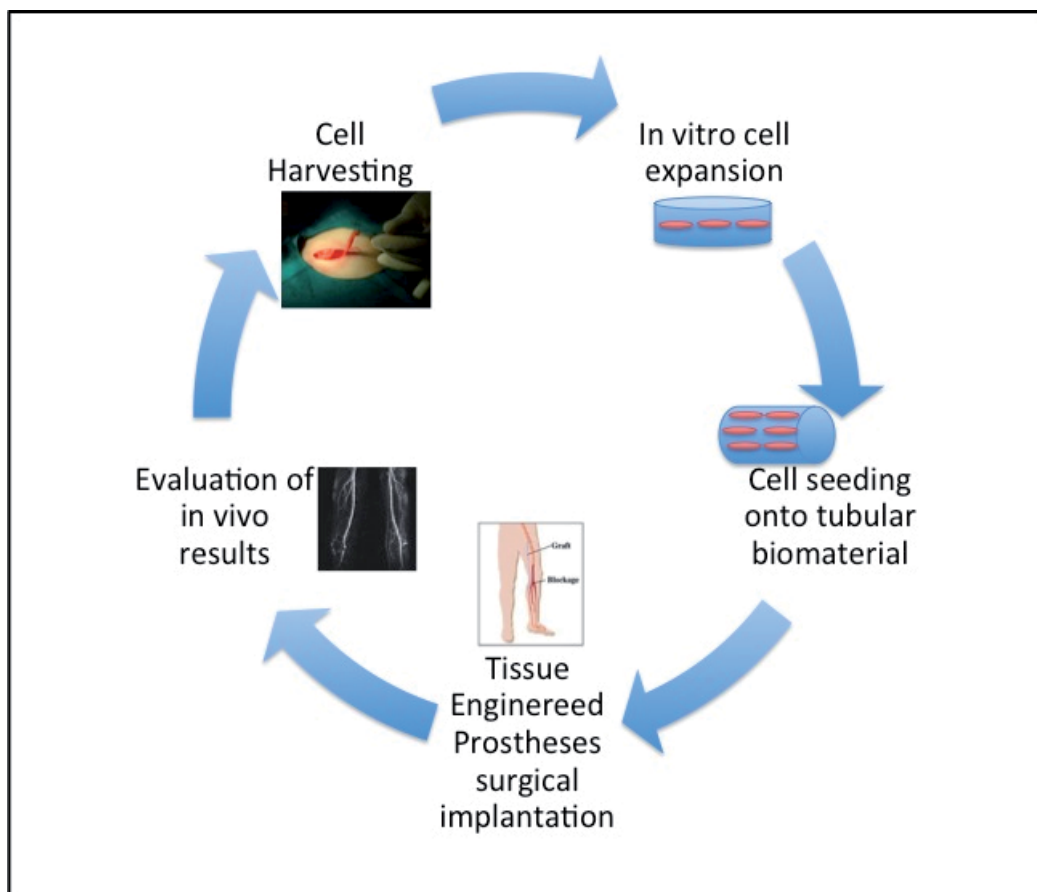 Cell
Harvesting
In vitro cell
expansion
Cell seeding
onto tubular
biomaterial
Graft
Blockage
Tissue
Enginereed
Prostheses
surgical
implantation
Evaluation of
in vivo
results